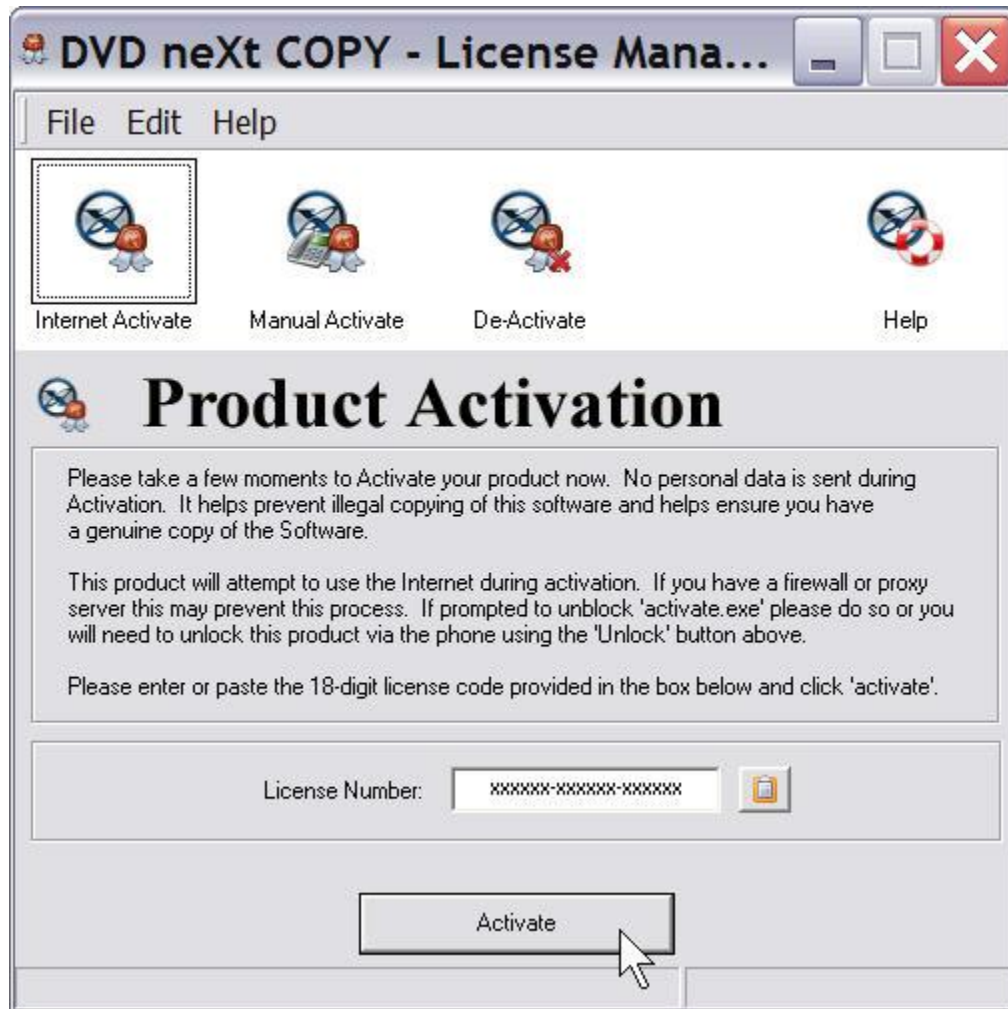 DVD neXt COPY - License Mana...
File Edit Help
Internet Activate Manual Activate De-Activate Help
Product Activation
Please take a few moments to Activate your product now. No personal data is sent during
Activation. It helps prevent illegal copying of this software and helps ensure you have
a genuine copy of the Software.
This product will attempt to use the Internet during activation. If you have a firewall or proxy
server this may prevent this process. If prompted to unblock 'activate.exe' please do so or you
will need to unlock this product via the phone using the 'Unlock' button above.
Please enter or paste the 18-digit license code provided in the box below and click 'activate'.
License Number: xxxxxx-xxxxxx-xxxxxx
Activate